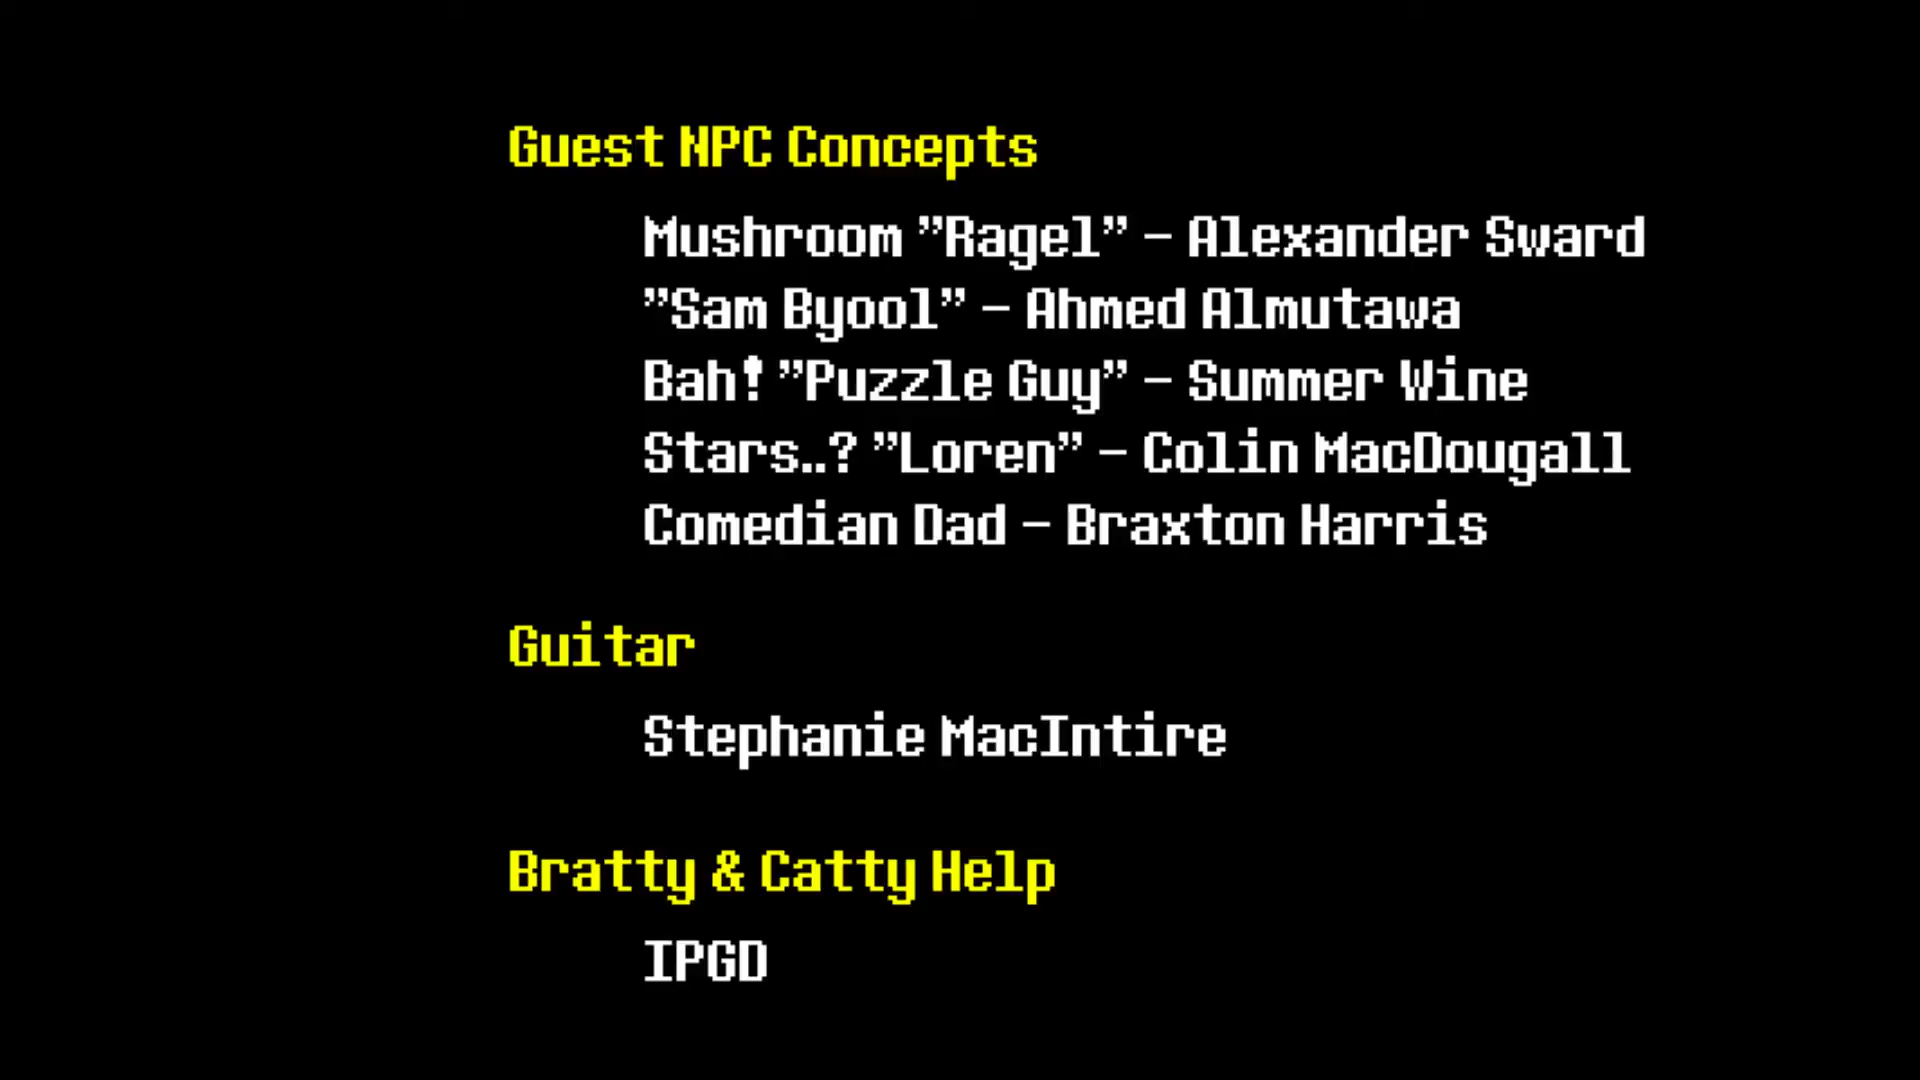 Guest NPC Concepts
Mushroom ”Ragel” – Alexander Sward
”Sam Byool” – Ahmed Almutawa
Bah! ”Puzzle Guy” – Summer Wine
Stars..? ”Loren” – Colin MacDougall
Comedian Dad – Braxton Harris
Guitar
Stephanie MacIntire
Bratty & Catty Help
IPGD